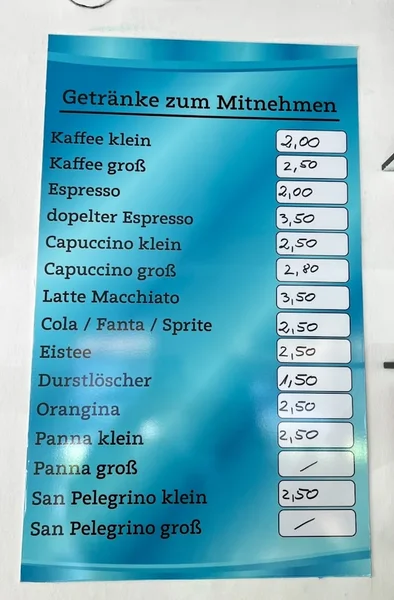 Getränke zum Mitnehmen
Kaffee klein 2,00
Kaffee groß 2,50
Espresso 2,00
dopelter Espresso 3,50
Capuccino klein 2,50
Capuccino groß 2,80
Latte Macchiato 3,50
Cola / Fanta / Sprite 2,50
Eistee 2,50
Durstlöscher 1,50
Orangina 2,50
Panna klein 2,50
Panna groß /
San Pelegrino klein 2,50
San Pelegrino groß /